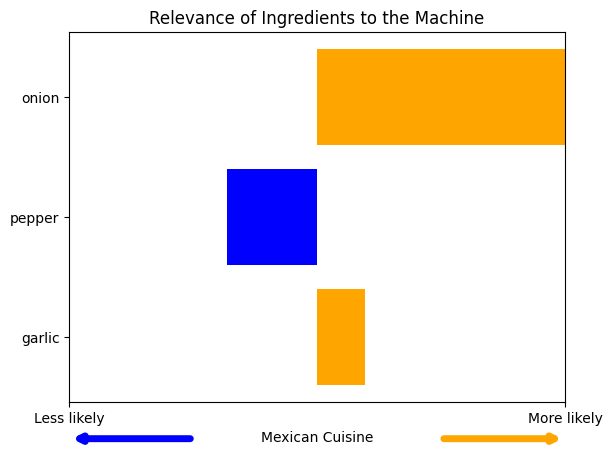 Relevance of Ingredients to the Machine
onion
pepper
garlic
Less likely
More likely
Mexican Cuisine